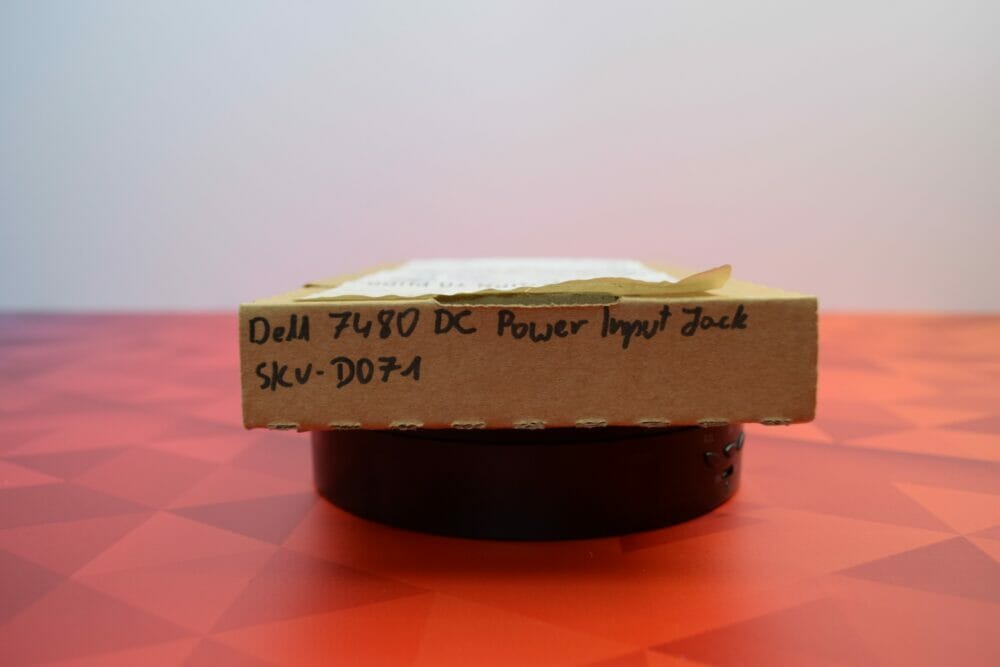 Dell 7480 DC Power Input Jack
SKU-D071